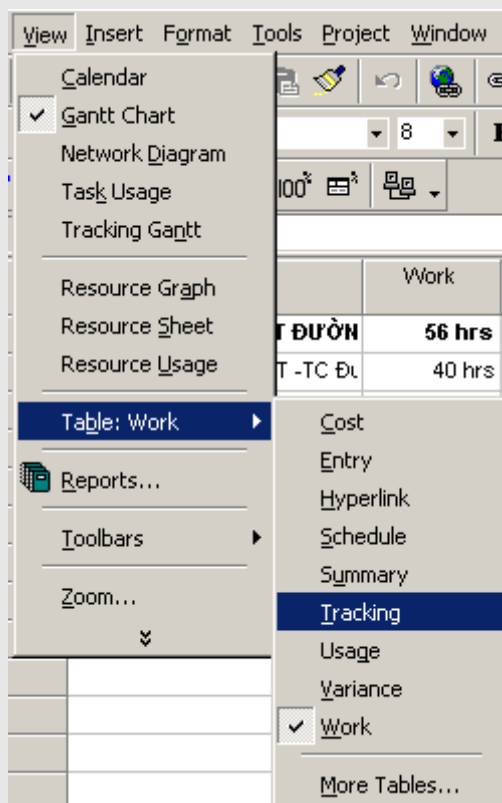 View Insert Format Tools Project Window
Calendar
Gantt Chart
8
Network Diagram
Task Usage
100%
Tracking Gantt
Resource Graph
Work
Resource Sheet
T ĐƯỜN 56 hrs
Resource Usage
T -TC Đư 40 hrs
Table: Work
Cost
Entry
Reports...
Hyperlink
Toolbars
Schedule
Summary
Zoom...
Tracking
Usage
Variance
Work
More Tables...